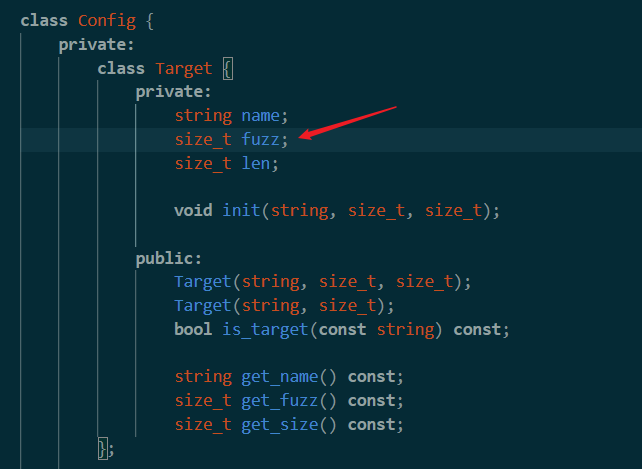 class Config {
private:
class Target {
private:
string name;
size_t fuzz;
size_t len;
void init(string, size_t, size_t);
public:
Target(string, size_t, size_t);
Target(string, size_t);
bool is_target(const string) const;
string get_name() const;
size_t get_fuzz() const;
size_t get_size() const;
};